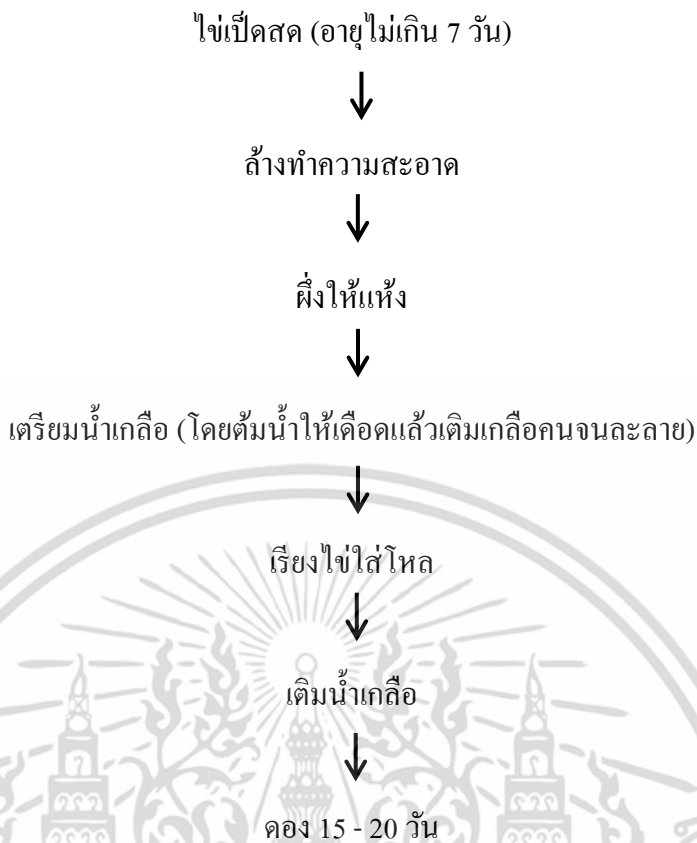 ไข่เป็ดสด (อายุไม่เกิน 7 วัน)
ล้างทำความสะอาด
ผึ่งให้แห้ง
เตรียมน้ำเกลือ (โดยต้มน้ำให้เดือดแล้วเติมเกลือคนจนละลาย)
เรียงไข่ใส่โหล
เติมน้ำเกลือ
ดอง 15 - 20 วัน